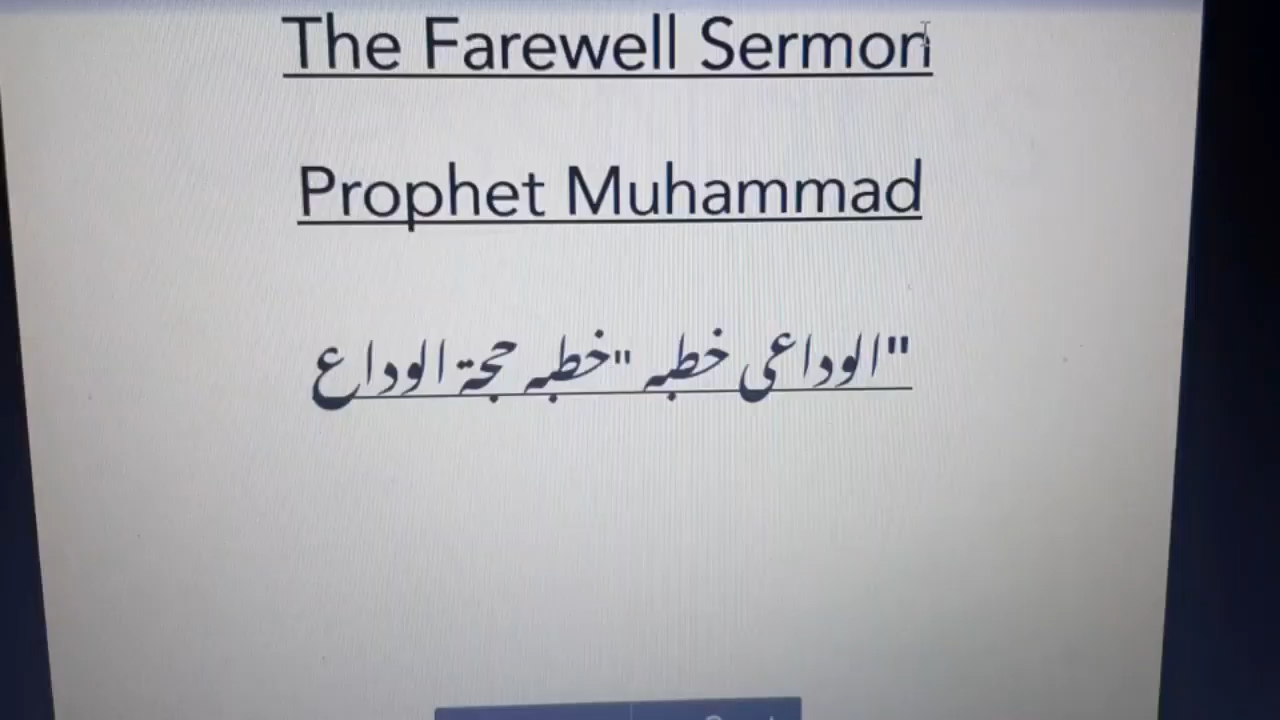 The Farewell Sermon
Prophet Muhammad
"الوداعی خطبہ "خطبہ حجۃ الوداع